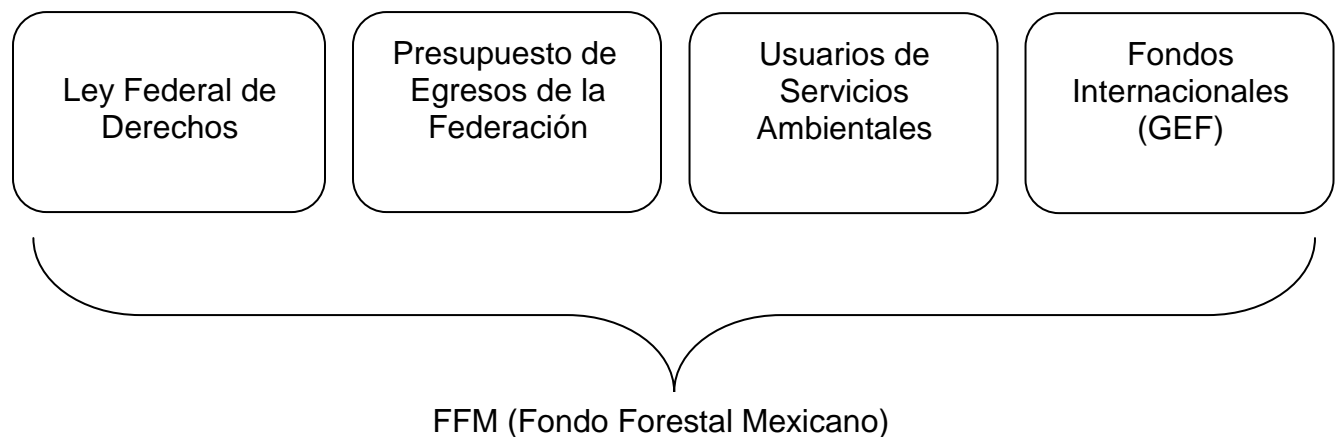 Ley Federal de
Derechos
Presupuesto de
Egresos de la
Federación
Usuarios de
Servicios
Ambientales
Fondos
Internacionales
(GEF)
FFM (Fondo Forestal Mexicano)